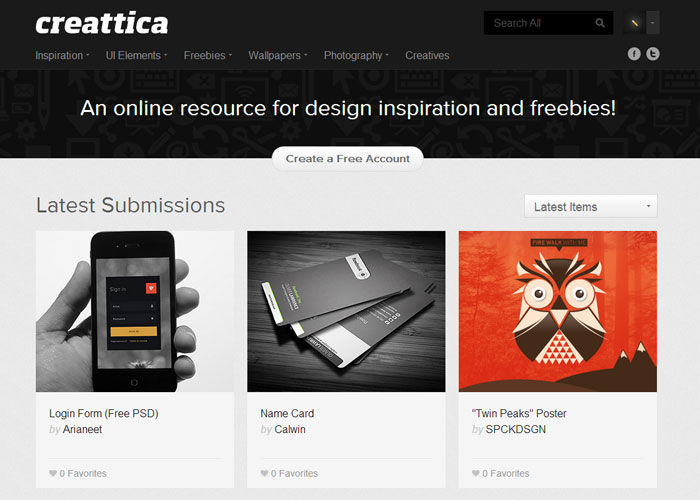 creattica
Search All
Inspiration
UI Elements
Freebies
Wallpapers
Photography
Creatives
An online resource for design inspiration and freebies!
Create a Free Account
Latest Submissions
Latest Items
Sign In
FIRE WALK WITH ME
Login Form (Free PSD)
by Arianeet
0 Favorites
Name Card
by Calwin
0 Favorites
"Twin Peaks" Poster
by SPCKDSGN
0 Favorites